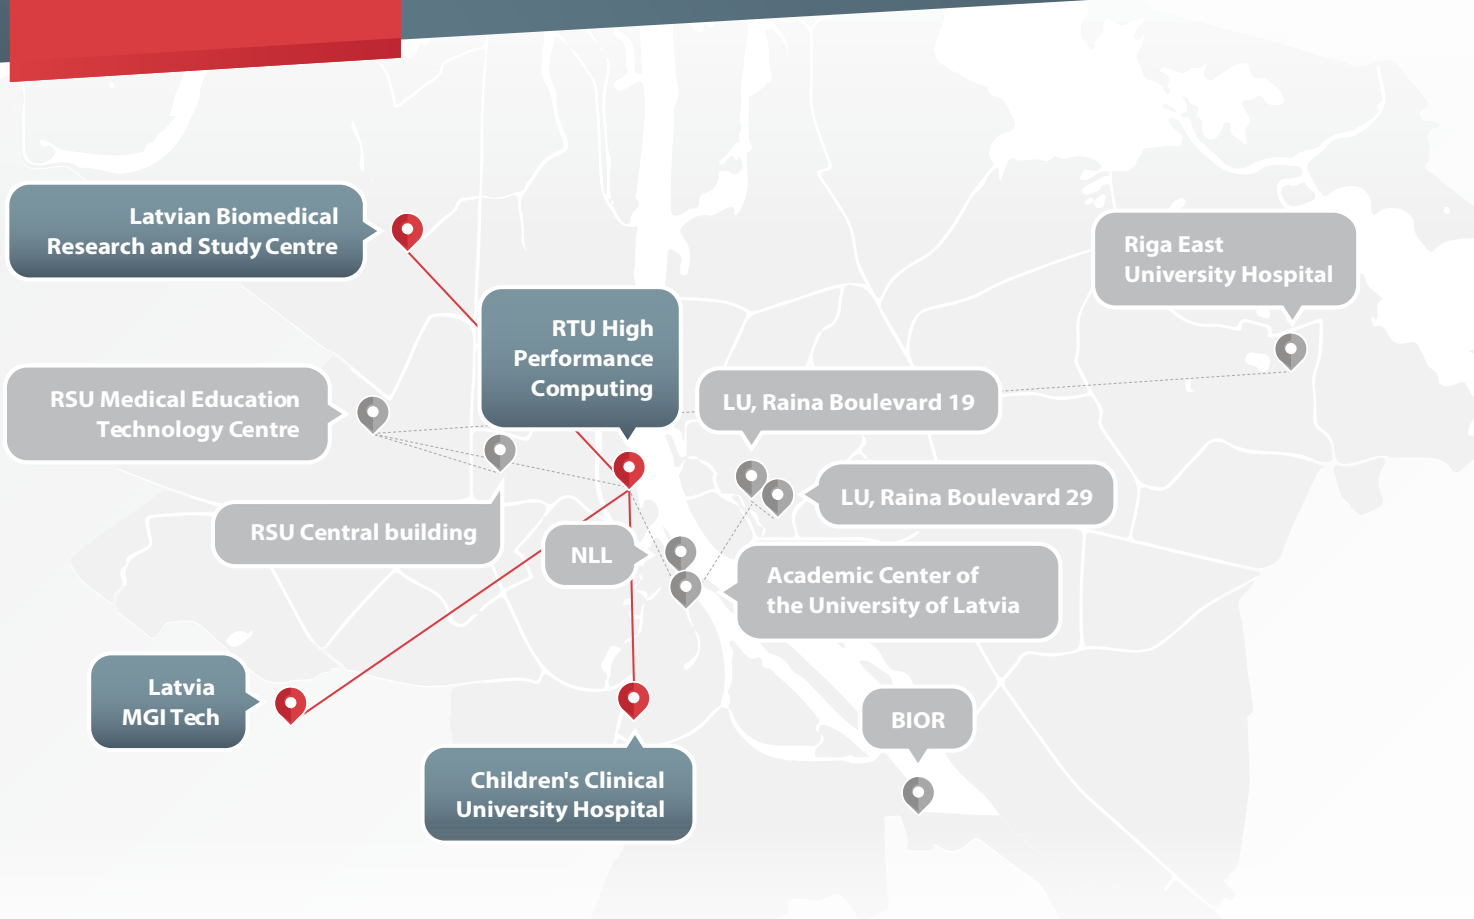 Latvian Biomedical
Research and Study Centre
Riga East
University Hospital
RTU High
Performance
Computing
RSU Medical Education
Technology Centre
LU, Raina Boulevard 19
LU, Raina Boulevard 29
RSU Central building
NLL
Academic Center of
the University of Latvia
Latvia
MGI Tech
BIOR
Children's Clinical
University Hospital